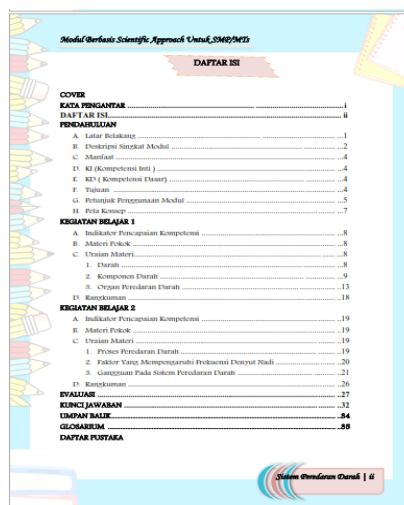 Modul Berbasis Scientific Approach Untuk SMP/MTs
DAFTAR ISI
COVER
KATA PENGANTAR ........ i
DAFTAR ISI........ ii
PENDAHULUAN
A. Latar Belakang ........1
B. Deskripsi Singkat Modul ........2
C. Manfaat ........4
D. KI (Kompetensi Inti ) ........4
E. KD ( Kompetensi Dasar) ........4
F. Tujuan ........4
G. Petunjuk Penggunaan Modul ........5
H. Peta Konsep ........7
KEGIATAN BELAJAR 1
A. Indikator Pencapaian Kompetensi ........8
B. Materi Pokok ........8
C. Uraian Materi........8
1. Darah ........8
2. Komponen Darah ........9
3. Organ Peredaran Darah ........13
D. Rangkuman ........18
KEGIATAN BELAJAR 2
A. Indikator Pencapaian Kompetensi ........19
B. Materi Pokok ........19
C. Uraian Materi ........19
1. Proses Peredaran Darah ........19
2. Faktor Yang Mempengaruhi Frekuensi Denyut Nadi ........20
3. Gangguan Pada Sistem Peredaran Darah ........21
D. Rangkuman ........26
EVALUASI ........27
KUNCI JAWABAN ........32
UMPAN BALIK........34
GLOSARIUM ........35
DAFTAR PUSTAKA
Sistem Peredaran Darah | ii